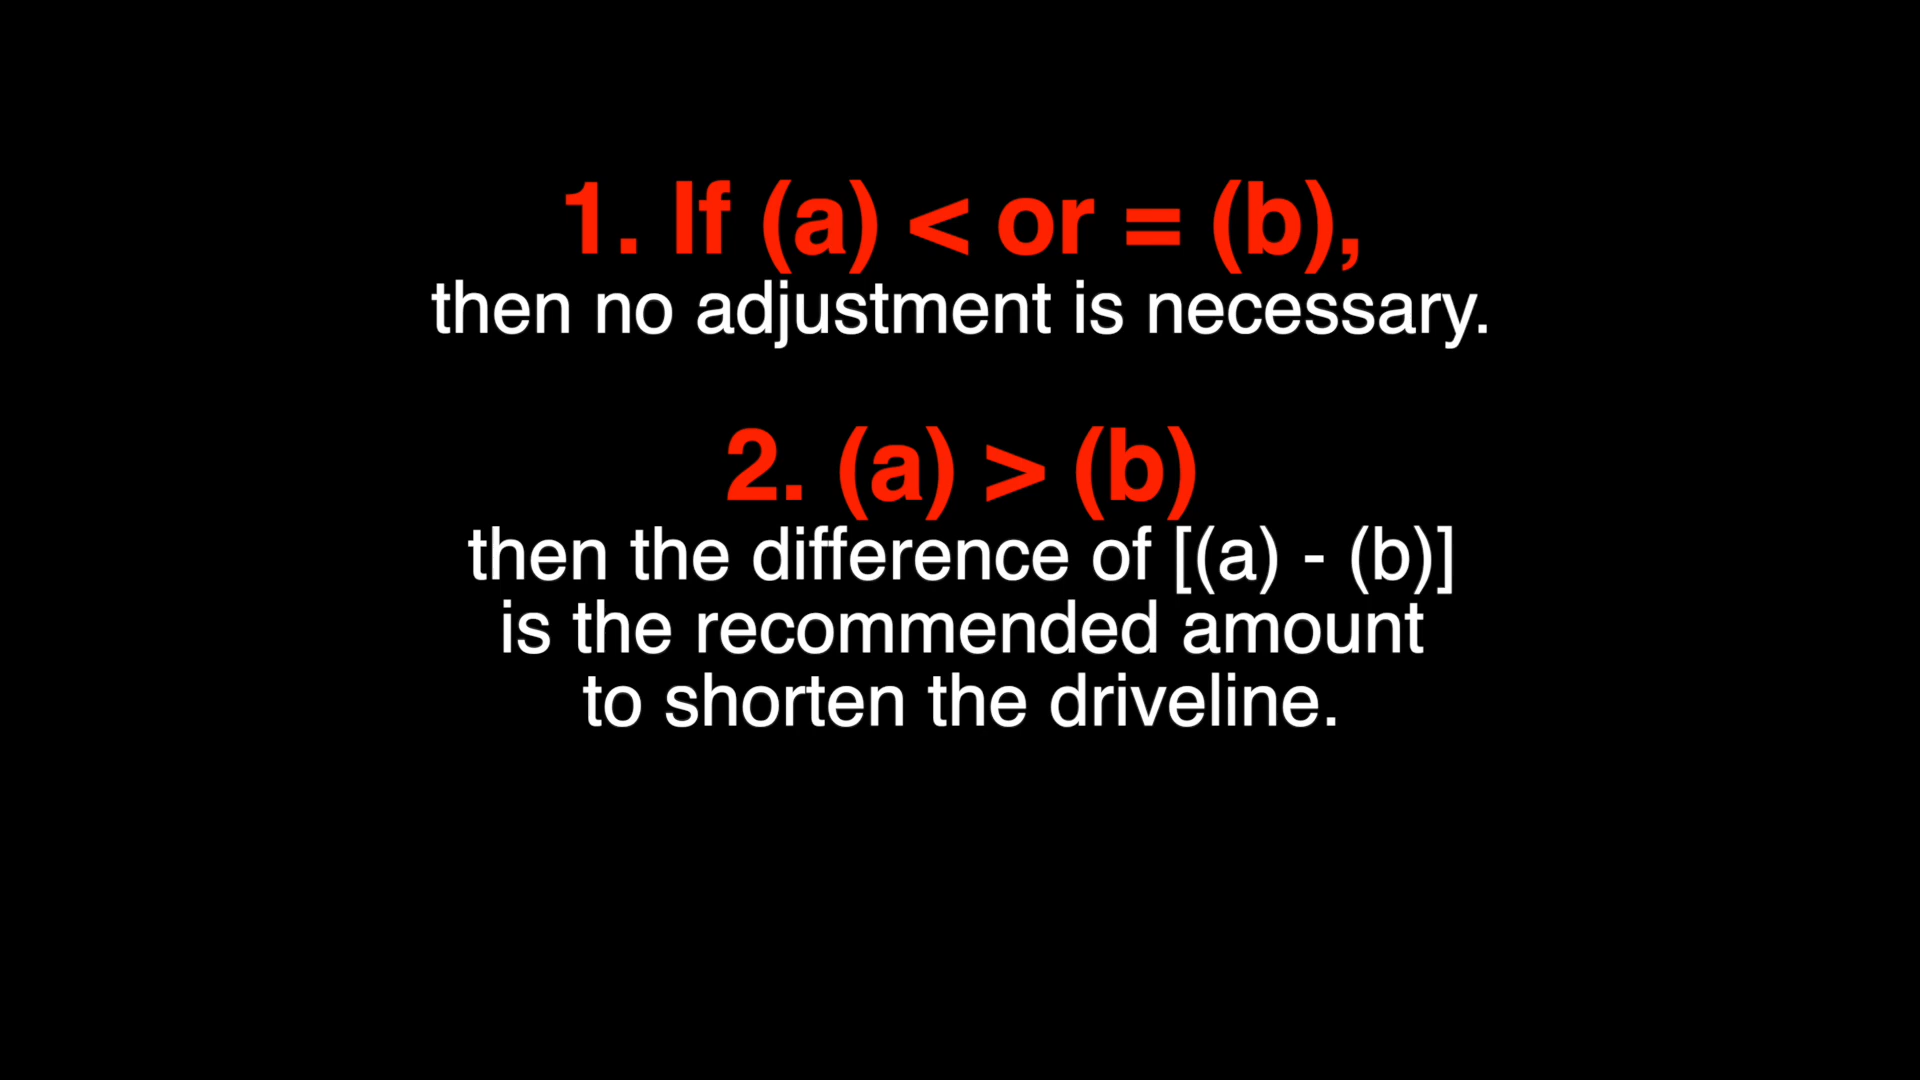 1. If (a) < or = (b),
then no adjustment is necessary.
2. (a) > (b)
then the difference of [(a) - (b)]
is the recommended amount
to shorten the driveline.